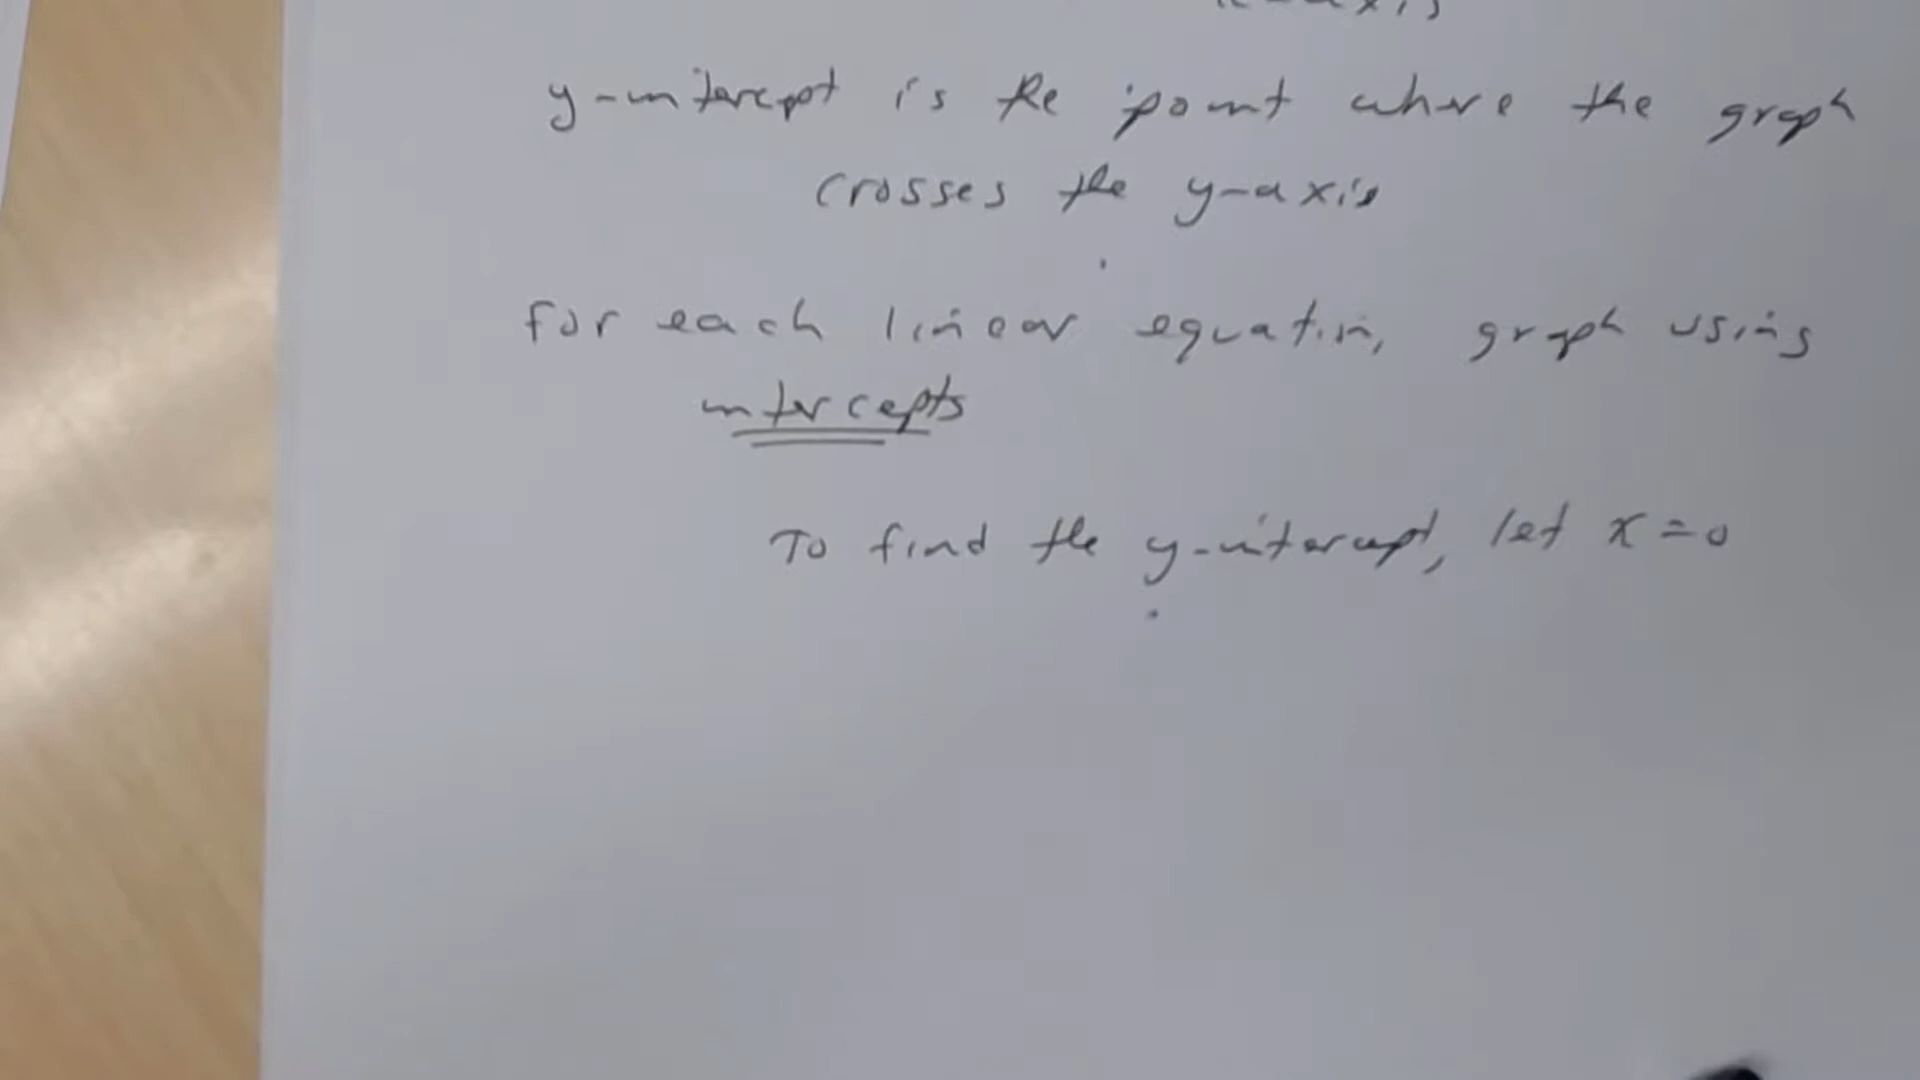 x-axis
y-intercept is the point where the graph
crosses the y-axis
for each linear equation, graph using
intercepts
To find the y-intercept, let x = 0